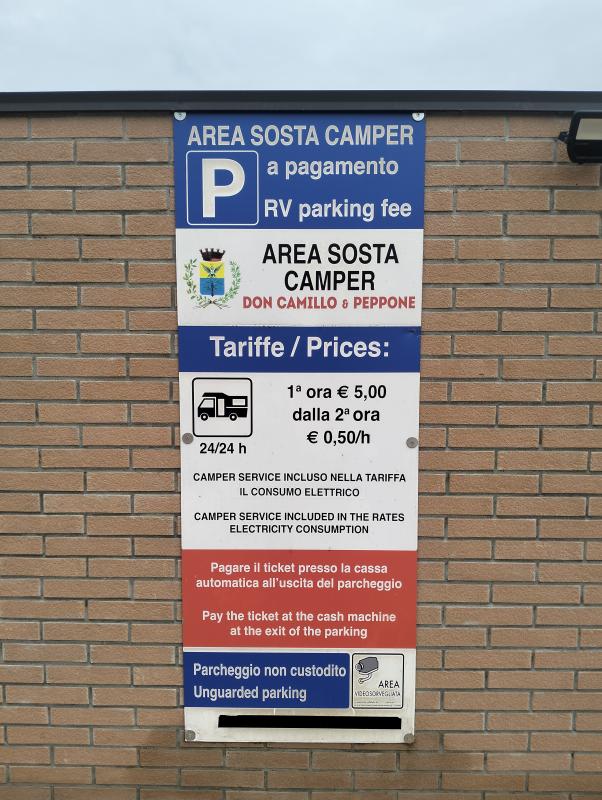 AREA SOSTA CAMPER
P
a pagamento
RV parking fee
AREA SOSTA
CAMPER
DON CAMILLO & PEPPONE
Tariffe / Prices:
1ª ora € 5,00
dalla 2ª ora
€ 0,50/h
24/24 h
CAMPER SERVICE INCLUSO NELLA TARIFFA
IL CONSUMO ELETTRICO
CAMPER SERVICE INCLUDED IN THE RATES
ELECTRICITY CONSUMPTION
Pagare il ticket presso la cassa
automatica all'uscita del parcheggio
Pay the ticket at the cash machine
at the exit of the parking
Parcheggio non custodito
Unguarded parking
AREA
VIDEOSORVEGLIATA